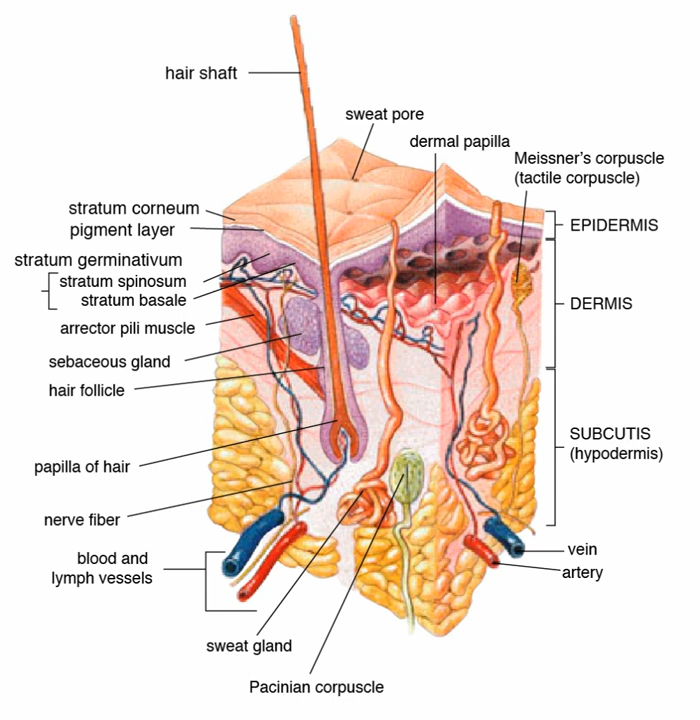 hair shaft
sweat pore
dermal papilla
Meissner's corpuscle
(tactile corpuscle)
stratum corneum
pigment layer
stratum germinativum
stratum spinosum
stratum basale
arrector pili muscle
sebaceous gland
hair follicle
papilla of hair
nerve fiber
blood and
lymph vessels
sweat gland
Pacinian corpuscle
EPIDERMIS
DERMIS
SUBCUTIS
(hypodermis)
vein
artery